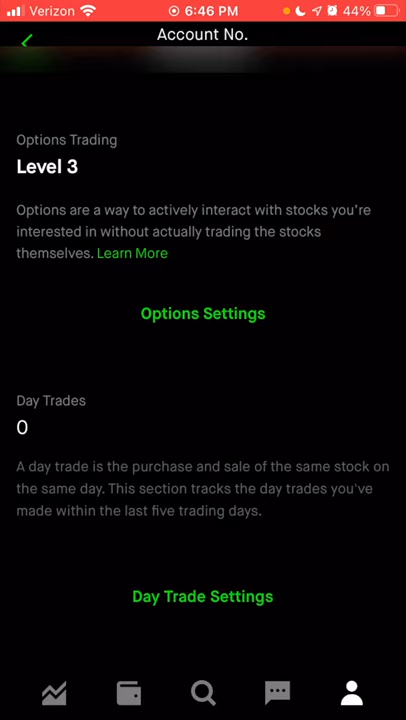 Verizon 6:46 PM 44%
Account No.
Options Trading
Level 3
Options are a way to actively interact with stocks you're
interested in without actually trading the stocks
themselves. Learn More
Options Settings
Day Trades
0
A day trade is the purchase and sale of the same stock on
the same day. This section tracks the day trades you've
made within the last five trading days.
Day Trade Settings